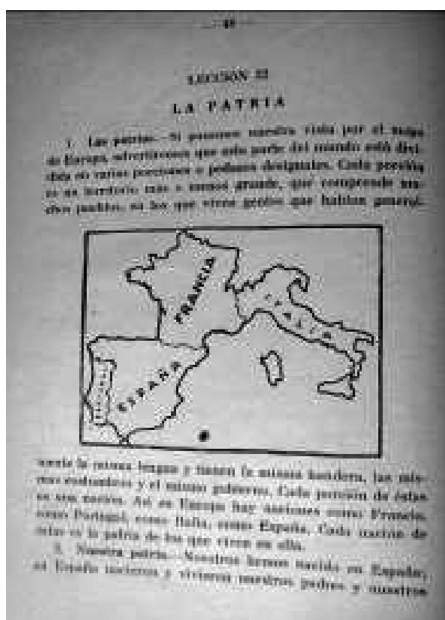 — 48 —
LECCIÓN 22
LA PATRIA
1. Las patrias.—Si pasamos nuestra vista por el mapa
de Europa, advertiremos que esta parte del mundo está divi-
dida en varias porciones o pedazos desiguales. Cada porción
es un territorio más o menos grande, que comprende mu-
chos pueblos, en los que viven gentes que hablan general-
FRANCIA
ITALIA
ESPAÑA
PORTUGAL
mente la misma lengua y tienen la misma bandera, las mis-
mas costumbres y el mismo gobierno. Cada porción de éstas
es una nación. Así en Europa hay naciones como Francia,
como Portugal, como Italia, como España. Cada nación de
éstas es la patria de los que viven en ella.
2. Nuestra patria.—Nosotros hemos nacido en España;
en España nacieron y vivieron nuestros padres y nuestros